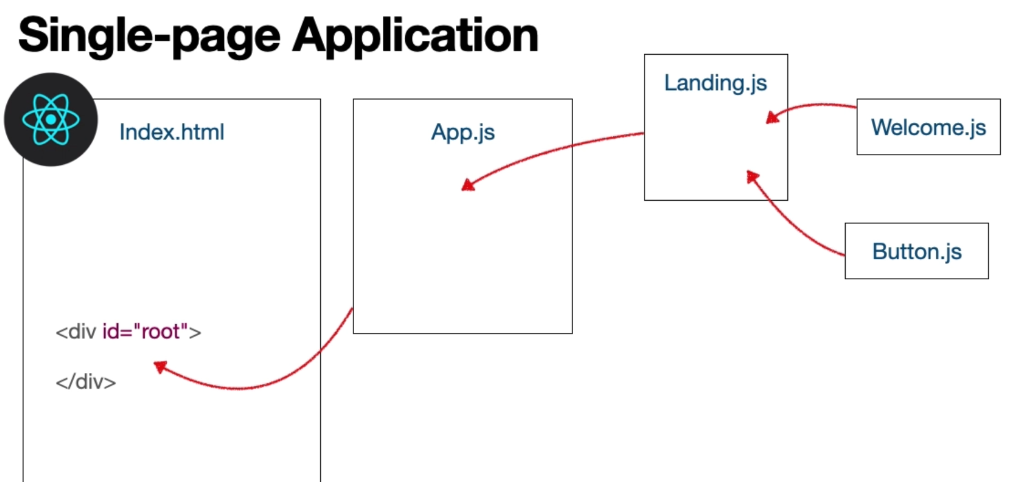 Single-page Application
Index.html
App.js
Landing.js
Welcome.js
Button.js
<div id="root">
</div>